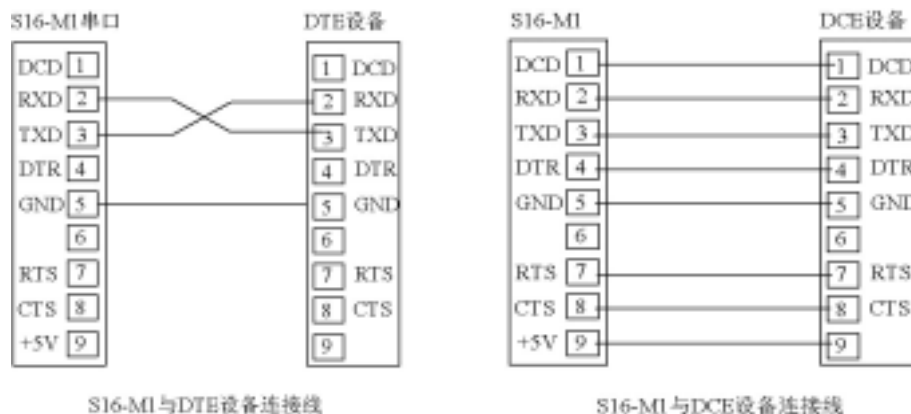 S16-M1串口 DTE设备
DCD 1 1 DCD
RXD 2 2 RXD
TXD 3 3 TXD
DTR 4 4 DTR
GND 5 5 GND
6 6
RTS 7 7 RTS
CTS 8 8 CTS
+5V 9 9
S16-M1与DTE设备连接线
S16-M1 DCE设备
DCD 1 1 DCD
RXD 2 2 RXD
TXD 3 3 TXD
DTR 4 4 DTR
GND 5 5 GND
6 6
RTS 7 7 RTS
CTS 8 8 CTS
+5V 9 9
S16-M1与DCE设备连接线